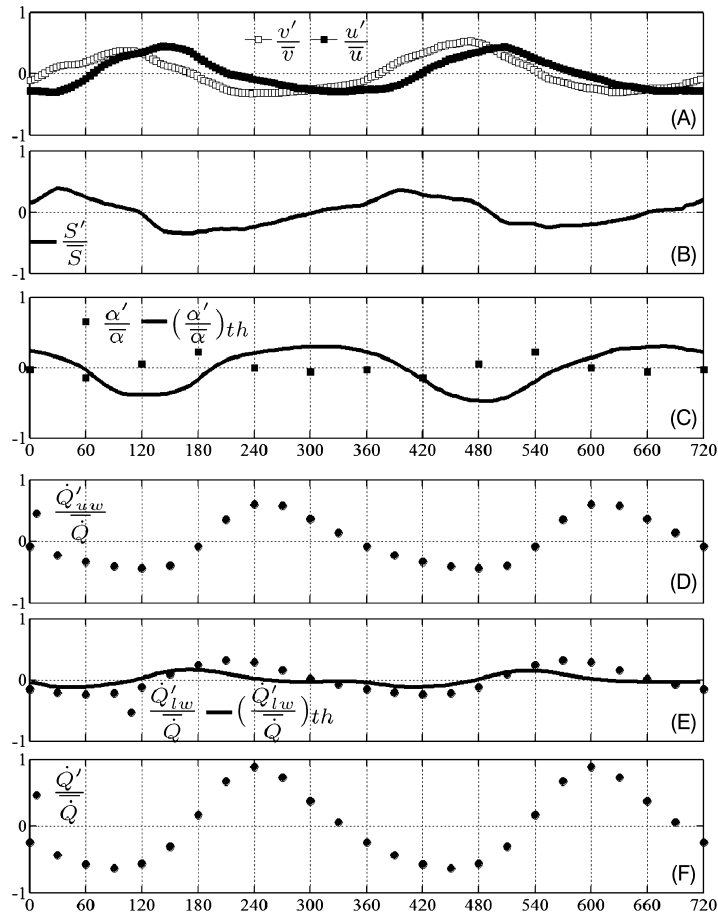 1
v′/v̅ u′/u̅
0
-1
(A)
1
0
S′/S̅
-1
(B)
1
α′/α̅ (α′/α̅)th
0
-1
(C)
0 60 120 180 240 300 360 420 480 540 600 660 720
1
Q̇′uw/Q̇̅
0
-1
(D)
1
0
Q̇′lw/Q̇̅ (Q̇′lw/Q̇̅)th
-1
(E)
1
Q̇′/Q̇̅
0
-1
(F)
0 60 120 180 240 300 360 420 480 540 600 660 720